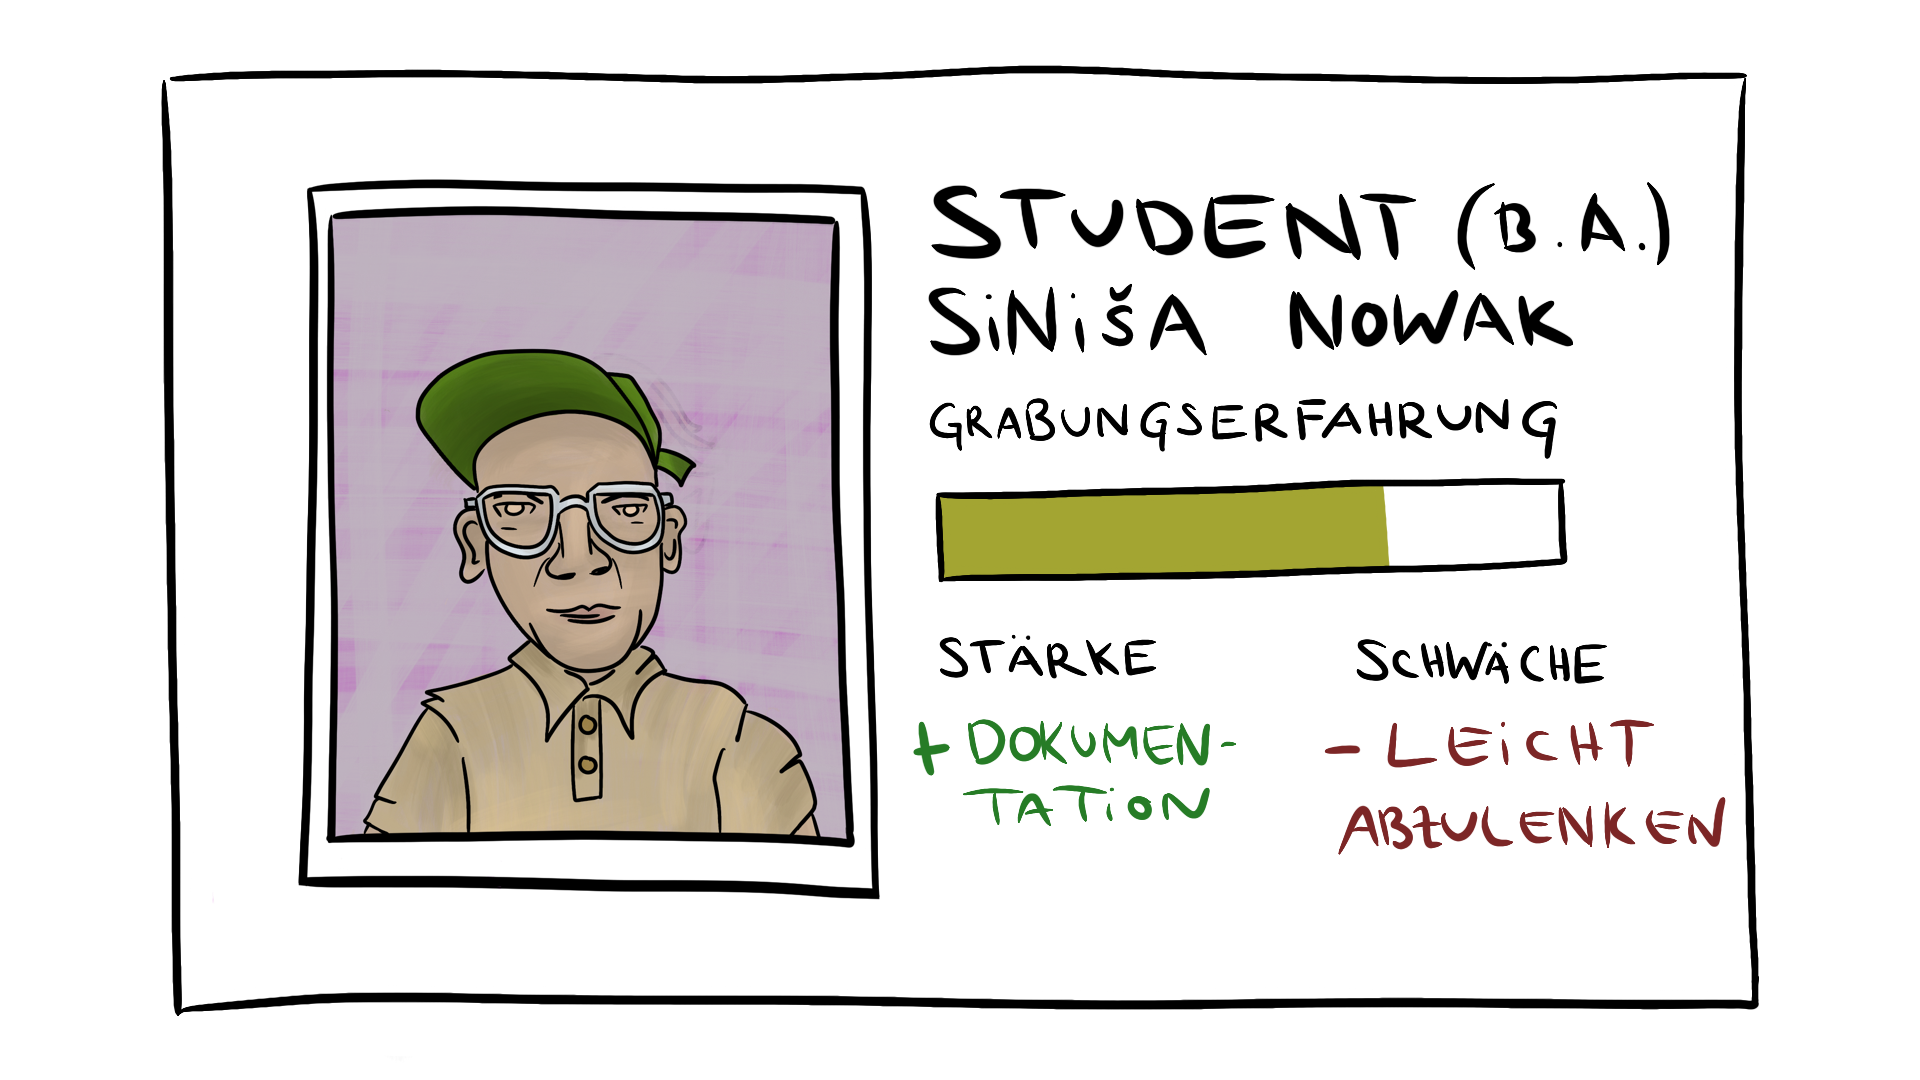 STUDENT (B.A.)
SiNiŠA NOWAK
GRABUNGSERFAHRUNG
STÄRKE
+ DOKUMEN-
TATiON
SCHWÄCHE
- LEiCHT
ABZULENKEN